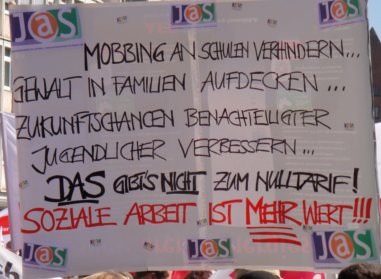 JaS JaS JaS
MOBBING AN SCHULEN VERHINDERN...
GEWALT IN FAMILIEN AUFDECKEN ...
ZUKUNFTSCHANCEN BENACHTEILIGTER
JUGENDLICHER VERBESSERN ...
DAS GIBTS NICHT ZUM NULLTARIF!
SOZIALE ARBEIT IST MEHR WERT!!!
JaS JaS JaS